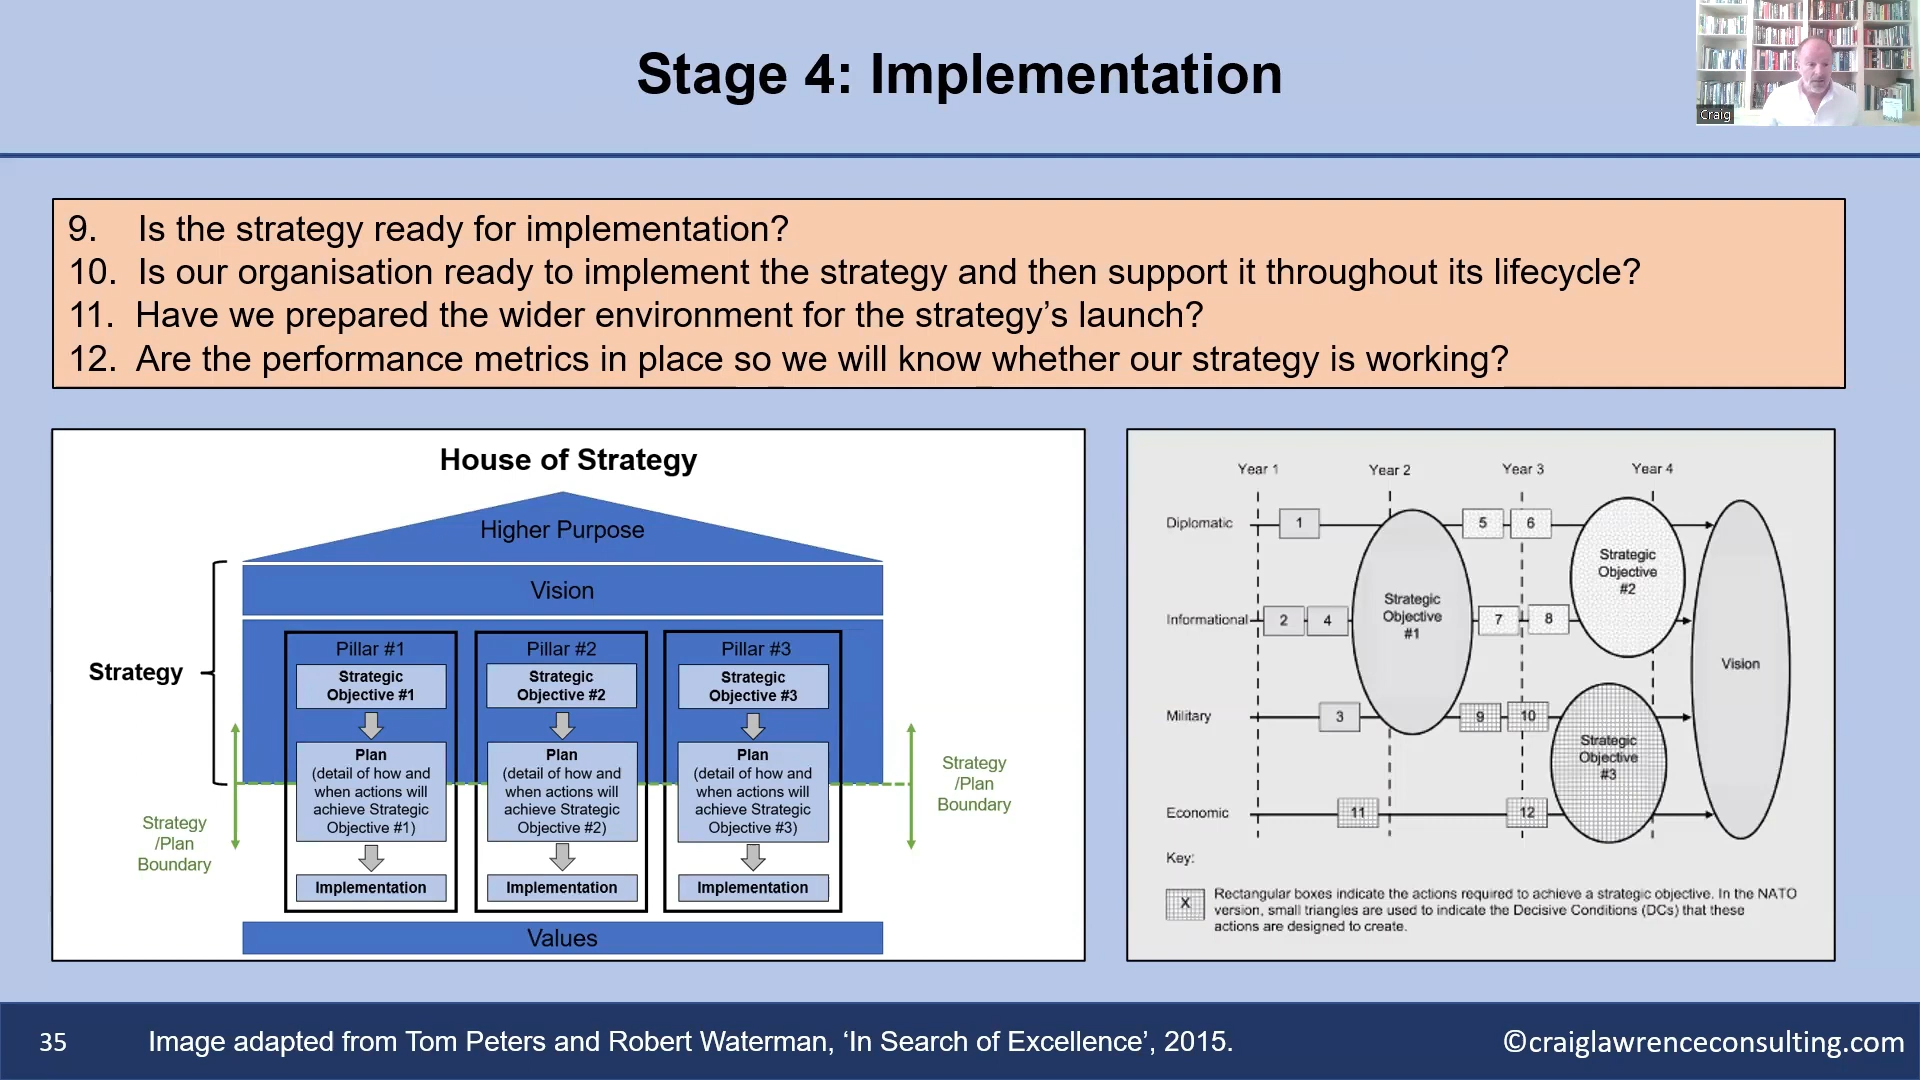 Stage 4: Implementation
Craig
9. Is the strategy ready for implementation?
10. Is our organisation ready to implement the strategy and then support it throughout its lifecycle?
11. Have we prepared the wider environment for the strategy’s launch?
12. Are the performance metrics in place so we will know whether our strategy is working?
House of Strategy
Higher Purpose
Vision
Strategy
Pillar #1
Strategic
Objective #1
Plan
(detail of how and
when actions will
achieve Strategic
Objective #1)
Implementation
Pillar #2
Strategic
Objective #2
Plan
(detail of how and
when actions will
achieve Strategic
Objective #2)
Implementation
Pillar #3
Strategic
Objective #3
Plan
(detail of how and
when actions will
achieve Strategic
Objective #3)
Implementation
Strategy
/Plan
Boundary
Strategy
/Plan
Boundary
Values
Year 1
Year 2
Year 3
Year 4
Diplomatic
1
5
6
Informational
2
4
7
8
Military
3
9
10
Economic
11
12
Strategic
Objective
#1
Strategic
Objective
#2
Strategic
Objective
#3
Vision
Key:
X
Rectangular boxes indicate the actions required to achieve a strategic objective. In the NATO
version, small triangles are used to indicate the Decisive Conditions (DCs) that these
actions are designed to create.
35
Image adapted from Tom Peters and Robert Waterman, ‘In Search of Excellence’, 2015.
©craiglawrenceconsulting.com